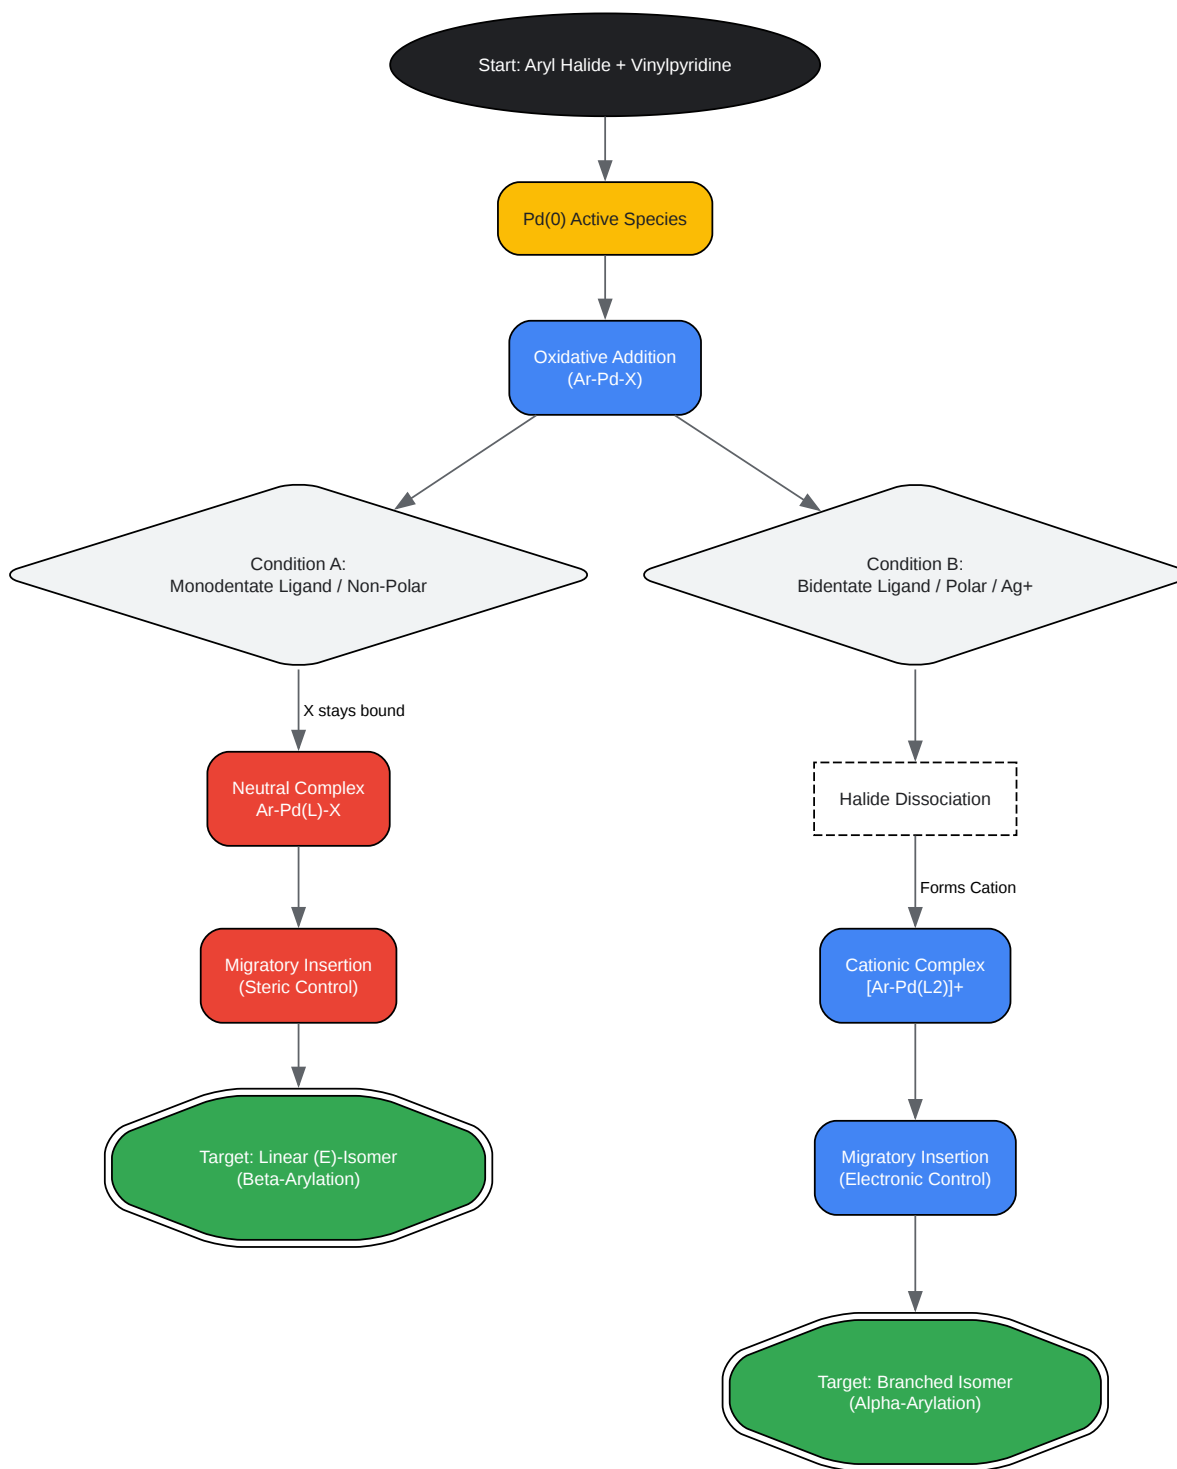 Start: Aryl Halide + Vinylpyridine
Pd(0) Active Species
Oxidative Addition
(Ar-Pd-X)
Condition A:
Monodentate Ligand / Non-Polar
Condition B:
Bidentate Ligand / Polar / Ag+
X stays bound
Neutral Complex
Ar-Pd(L)-X
Halide Dissociation
Forms Cation
Migratory Insertion
(Steric Control)
Cationic Complex
[Ar-Pd(L2)]+
Target: Linear (E)-Isomer
(Beta-Arylation)
Migratory Insertion
(Electronic Control)
Target: Branched Isomer
(Alpha-Arylation)